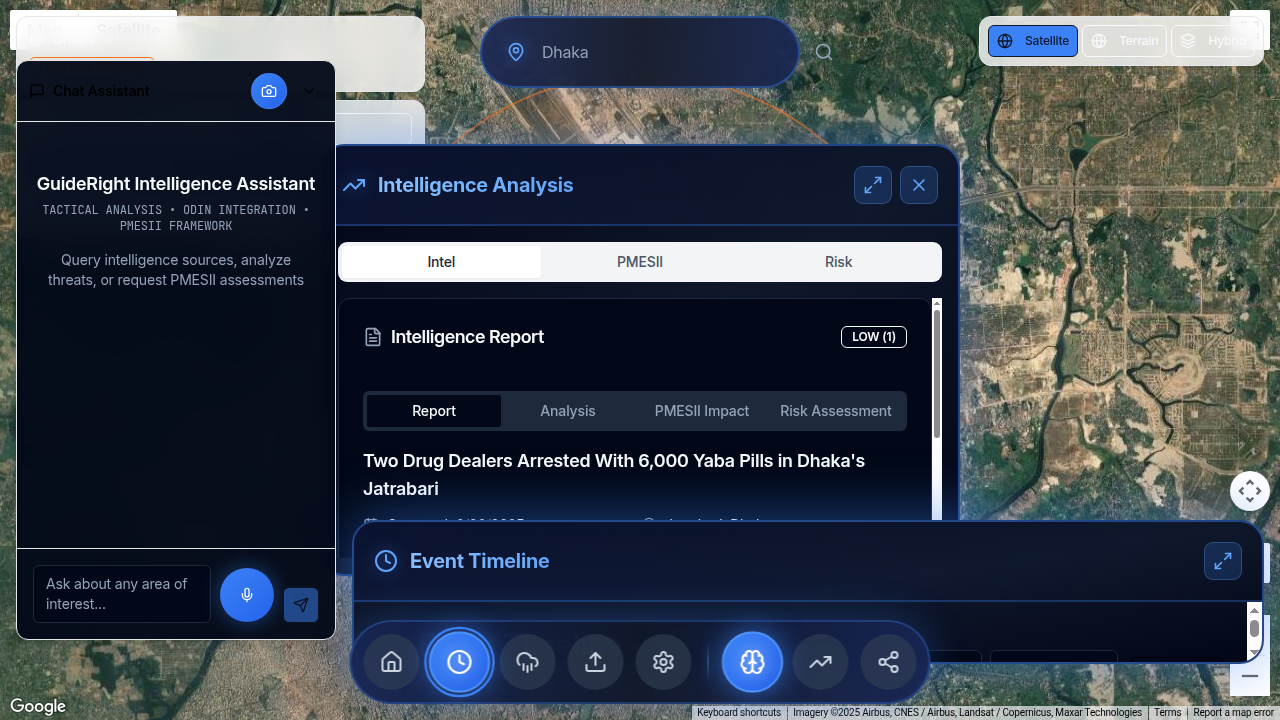 Map
Satellite
Dhaka
Satellite
Terrain
Hybrid
Chat Assistant
GuideRight Intelligence Assistant
TACTICAL ANALYSIS • ODIN INTEGRATION •
PMESII FRAMEWORK
Query intelligence sources, analyze
threats, or request PMESII assessments
Ask about any area of
interest...
Intelligence Analysis
Intel
PMESII
Risk
Intelligence Report
LOW (1)
Report
Analysis
PMESII Impact
Risk Assessment
Two Drug Dealers Arrested With 6,000 Yaba Pills in Dhaka's
Jatrabari
Event Timeline
Google
Keyboard shortcuts
Imagery ©2025 Airbus, CNES / Airbus, Landsat / Copernicus, Maxar Technologies
Terms
Report a map error